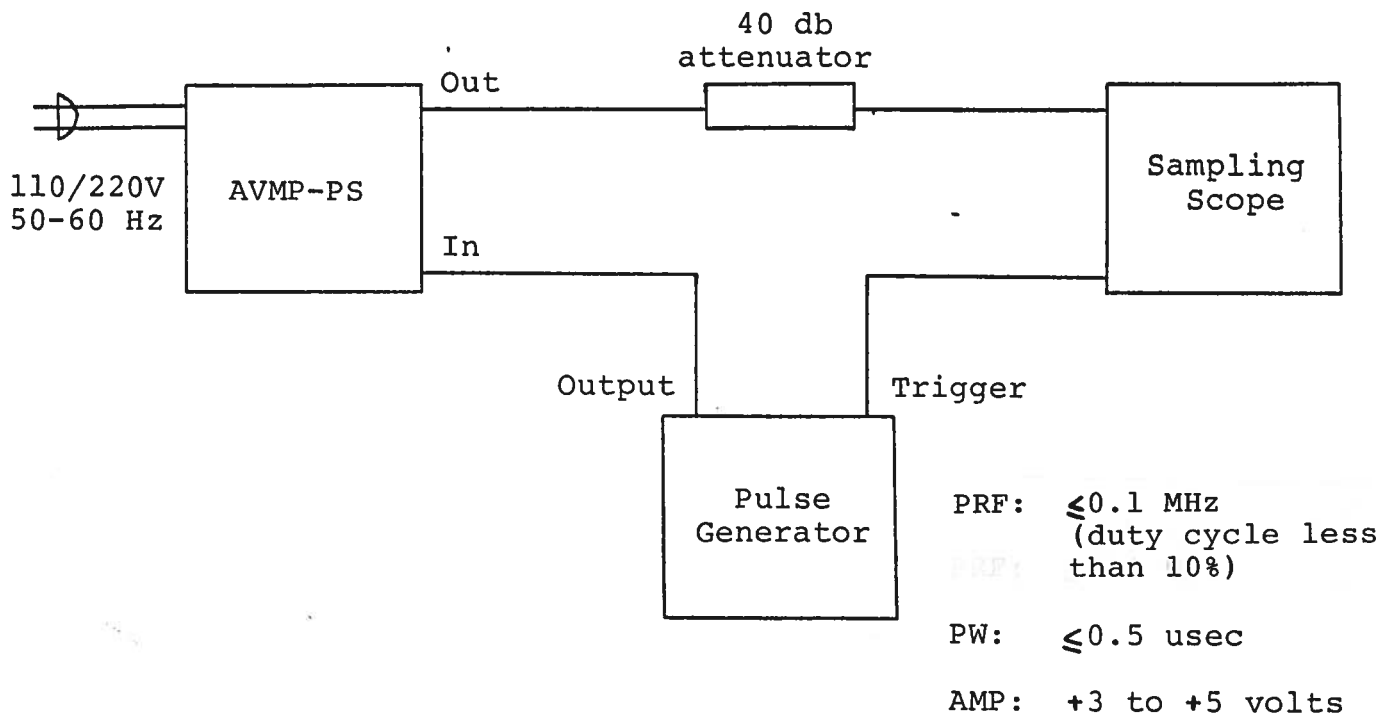 40 db
attenuator
Out
110/220V
50-60 Hz
AVMP-PS
Sampling
Scope
In
Output
Trigger
Pulse
Generator
PRF: ≤0.1 MHz
(duty cycle less
than 10%)
PRF:
PW: ≤0.5 usec
AMP: +3 to +5 volts